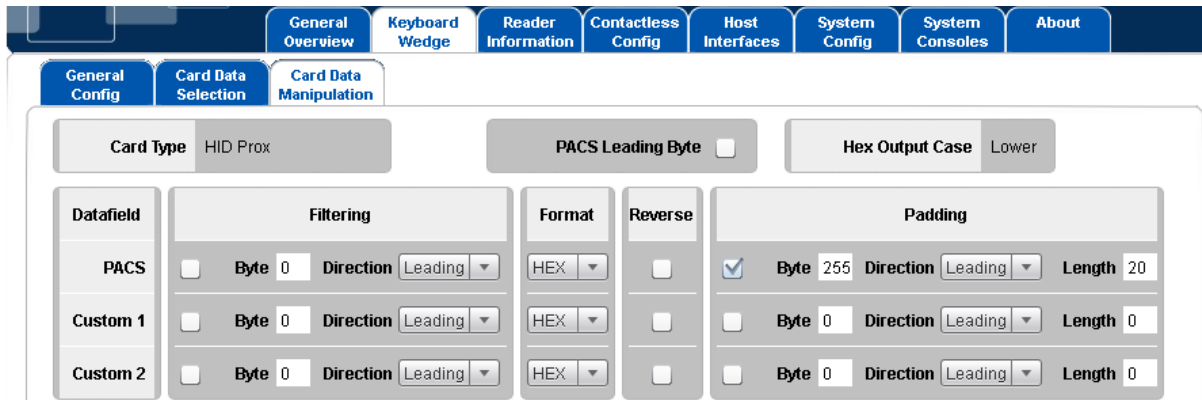 General Overview
Keyboard Wedge
Reader Information
Contactless Config
Host Interfaces
System Config
System Consoles
About
General Config
Card Data Selection
Card Data Manipulation
Card Type HID Prox
PACS Leading Byte
Hex Output Case Lower
Datafield Filtering Format Reverse Padding
PACS Byte 0 Direction Leading HEX Byte 255 Direction Leading Length 20
Custom 1 Byte 0 Direction Leading HEX Byte 0 Direction Leading Length 0
Custom 2 Byte 0 Direction Leading HEX Byte 0 Direction Leading Length 0